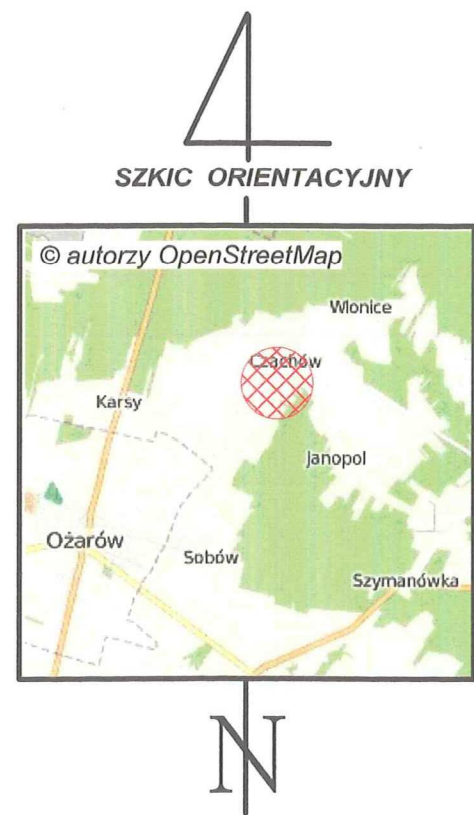 SZKIC ORIENTACYJNY
© autorzy OpenStreetMap
Wlonice
Czachów
Karsy
Janopol
Ożarów
Sobów
Szymanówka
N